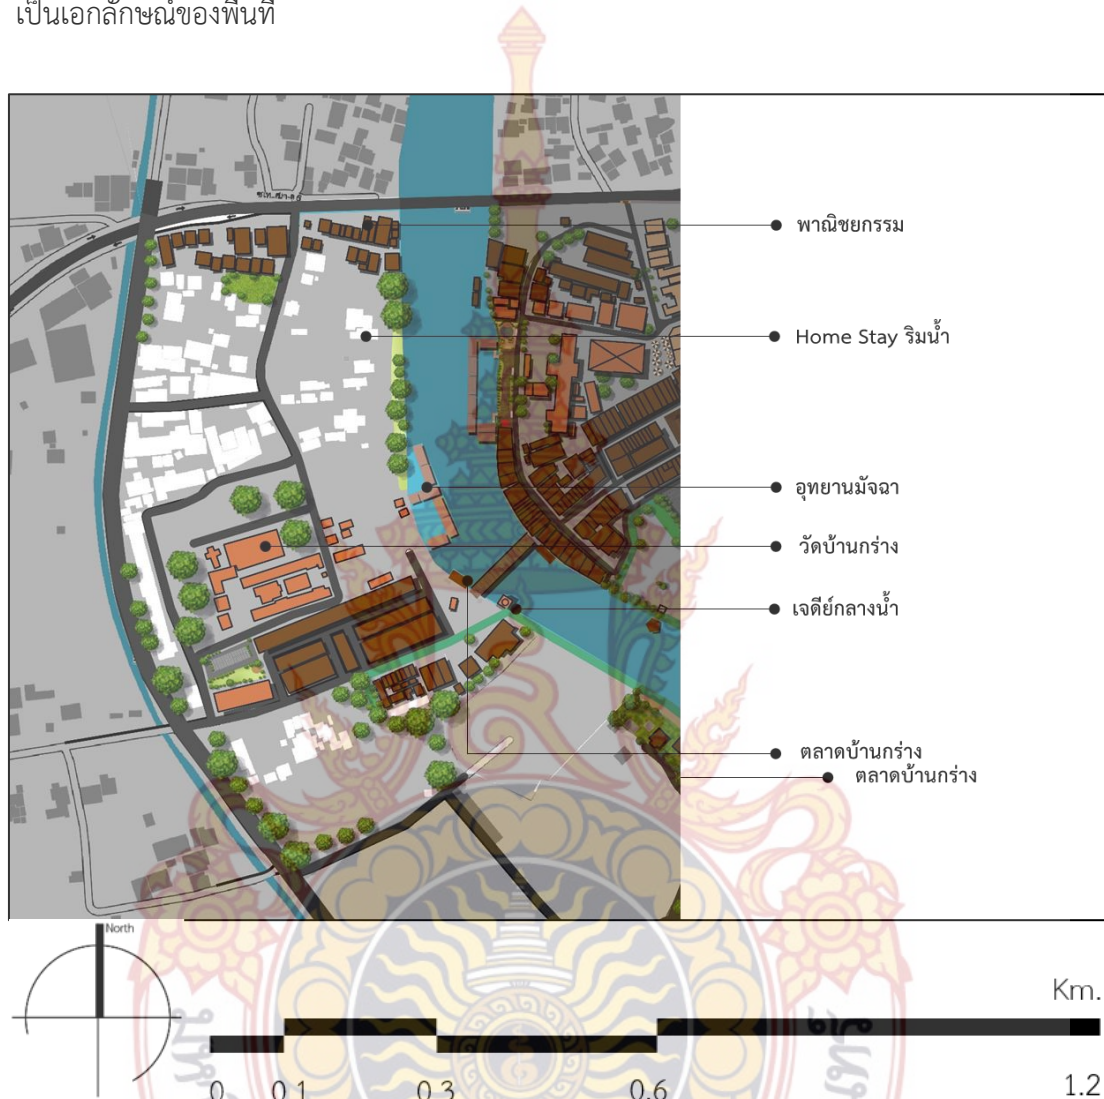 เป็นเอกลักษณ์ของพื้นที่
พาณิชยกรรม
Home Stay ริมน้ำ
อุทยานมัจฉา
วัดบ้านกร่าง
เจดีย์กลางน้ำ
ตลาดบ้านกร่าง
ตลาดบ้านกร่าง
North
Km.
0 0.1 0.3 0.6 1.2